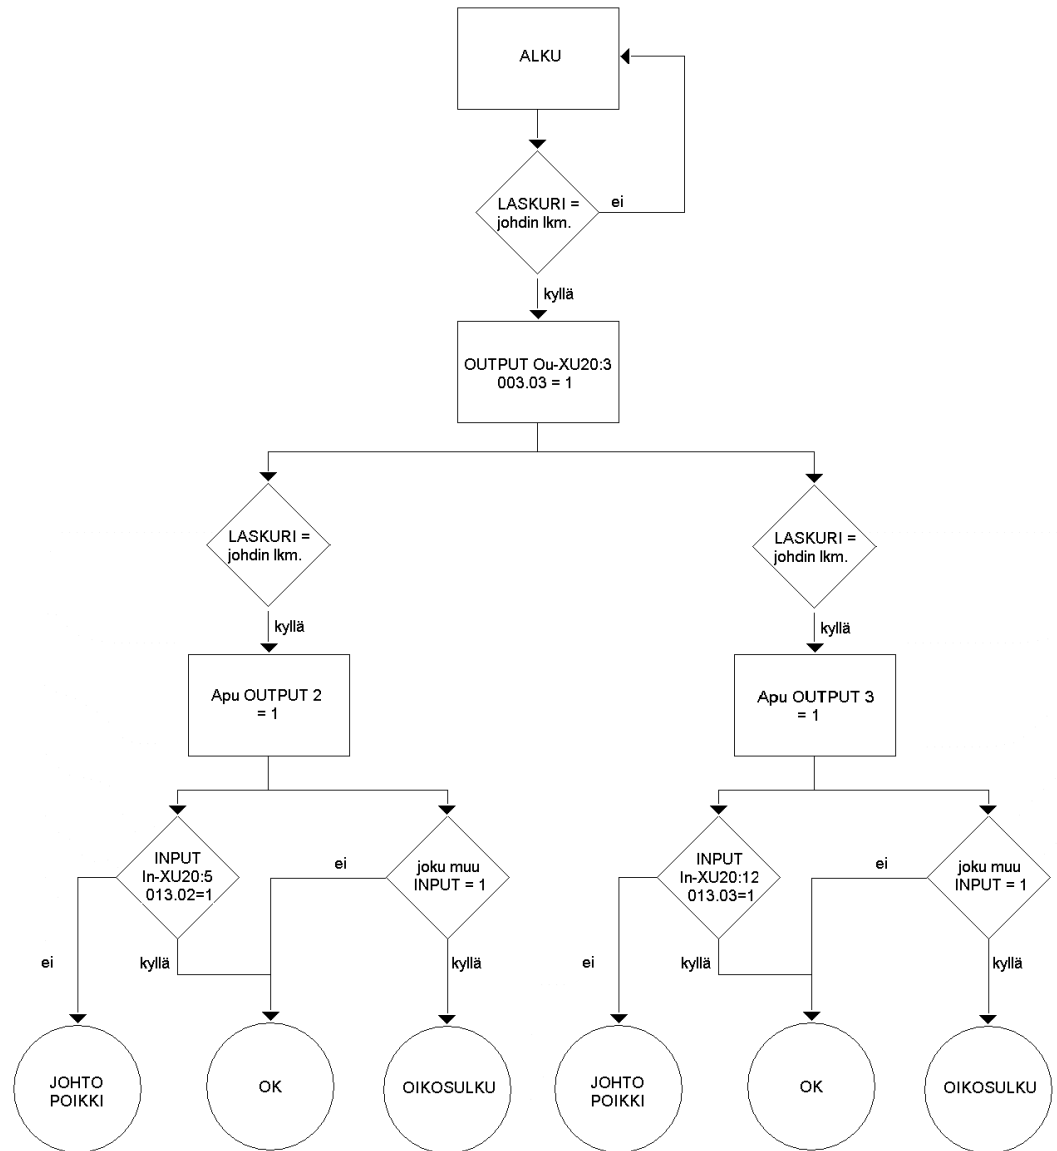 ALKU
LASKURI =
johdin lkm.
ei
kyllä
OUTPUT Ou-XU20:3
003.03 = 1
LASKURI =
johdin lkm.
kyllä
Apu OUTPUT 2
= 1
INPUT
In-XU20:5
013.02=1
ei
joku muu
INPUT = 1
ei
kyllä
kyllä
JOHTO
POIKKI
OK
OIKOSULKU
LASKURI =
johdin lkm.
kyllä
Apu OUTPUT 3
= 1
INPUT
In-XU20:12
013.03=1
ei
joku muu
INPUT = 1
ei
kyllä
kyllä
JOHTO
POIKKI
OK
OIKOSULKU